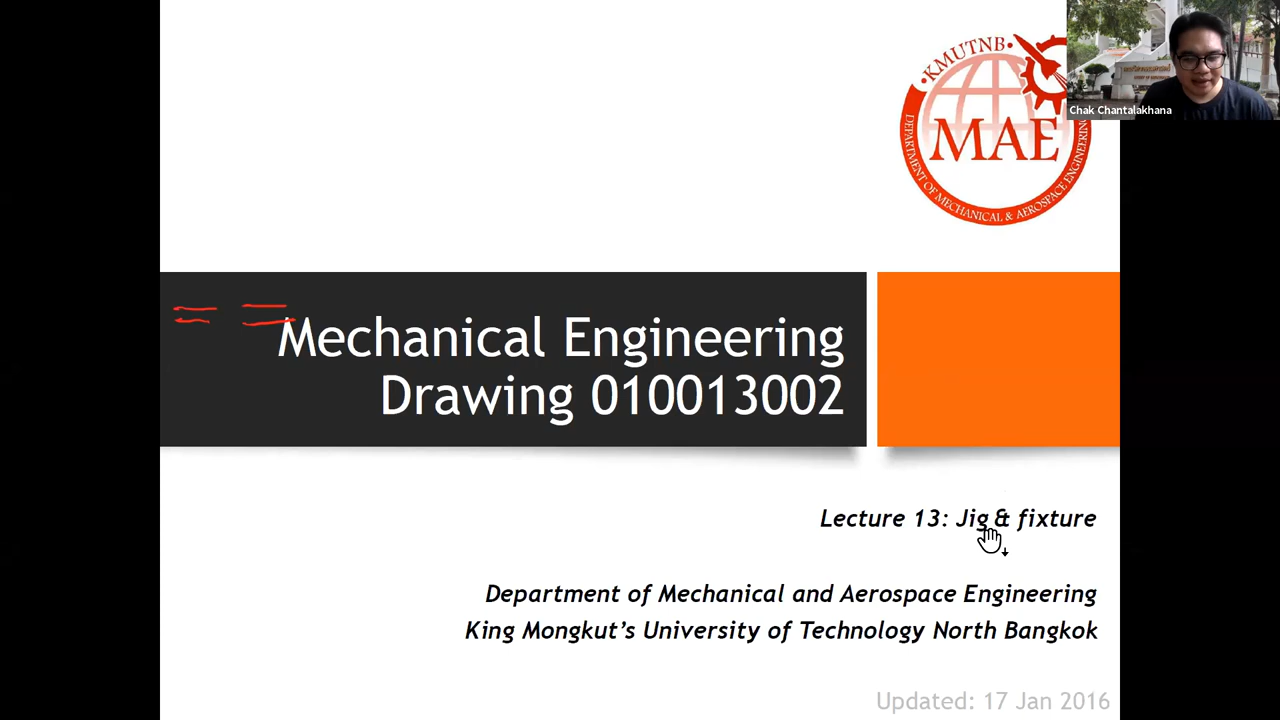 •KMUTNB•
MAE
DEPARTMENT OF MECHANICAL & AEROSPACE ENGINEERING
Chak Chantalakhana
Mechanical Engineering
Drawing 010013002
Lecture 13: Jig & fixture
Department of Mechanical and Aerospace Engineering
King Mongkut's University of Technology North Bangkok
Updated: 17 Jan 2016